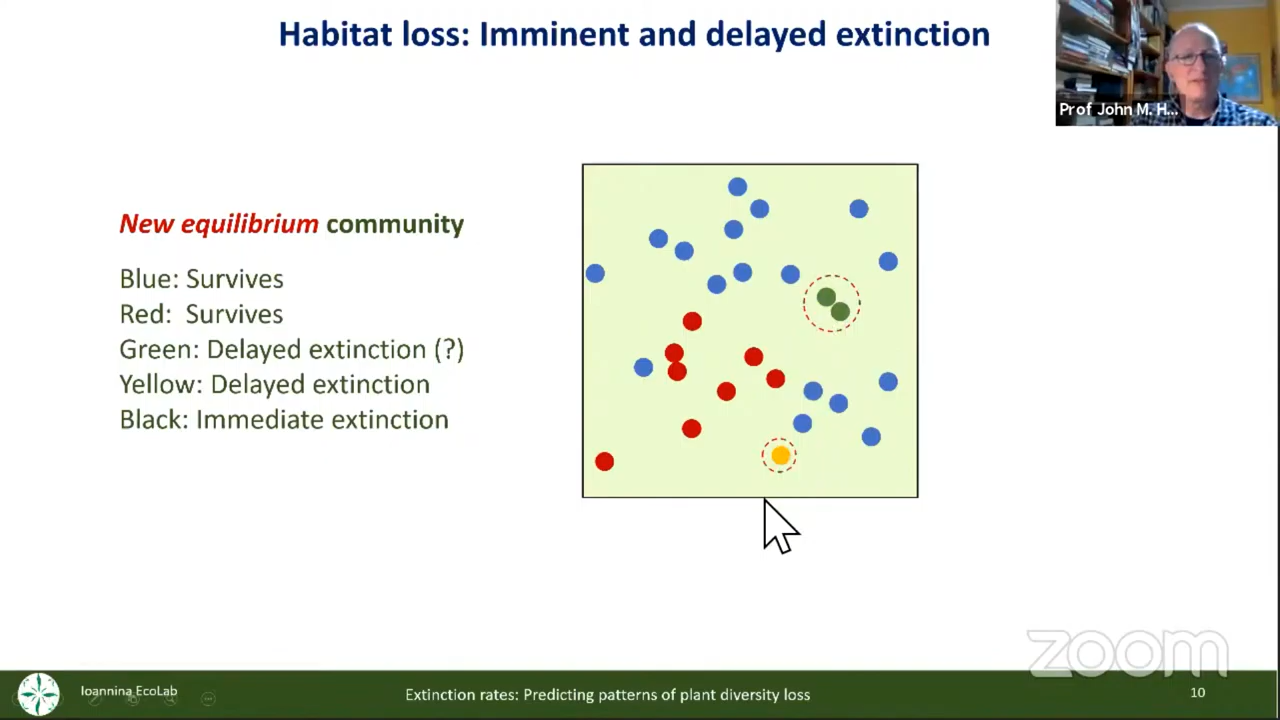 Habitat loss: Imminent and delayed extinction
Prof John M. H...
New equilibrium community
Blue: Survives
Red: Survives
Green: Delayed extinction (?)
Yellow: Delayed extinction
Black: Immediate extinction
zoom
Ioannina EcoLab
Extinction rates: Predicting patterns of plant diversity loss
10